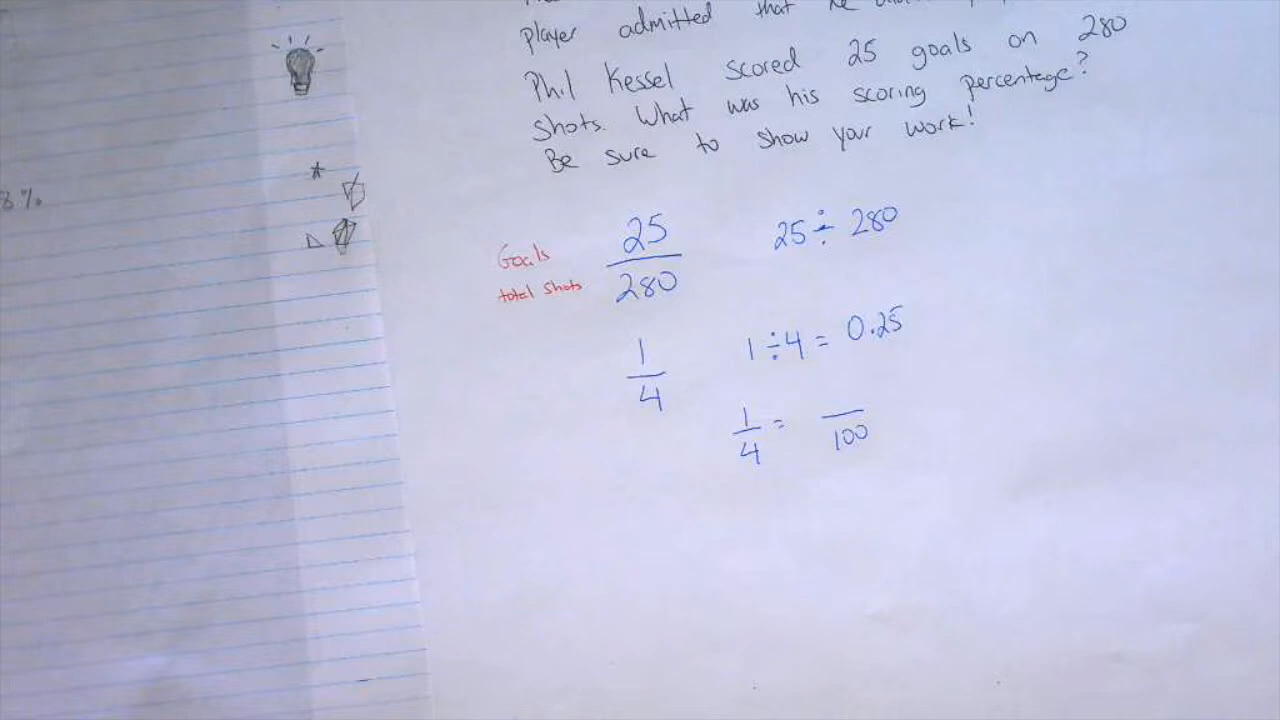 player admitted that he
Phil Kessel scored 25 goals on 280
shots. What was his scoring percentage?
Be sure to show your work!
8%
Goals 25 25 ÷ 280
total shots 280
1 1 ÷ 4 = 0.25
4
1 =
4 100